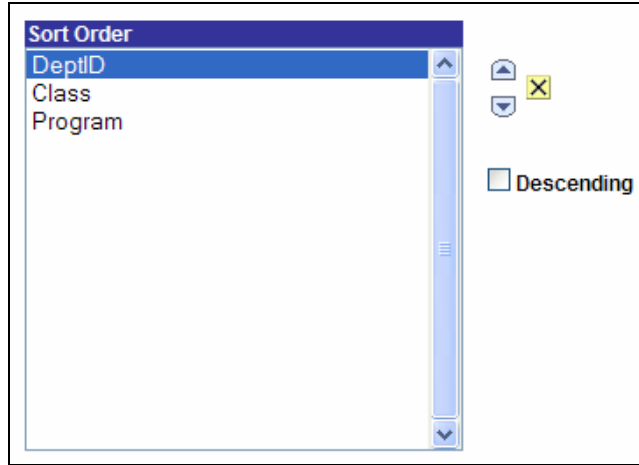 Sort Order
DeptID
Class
Program
Descending